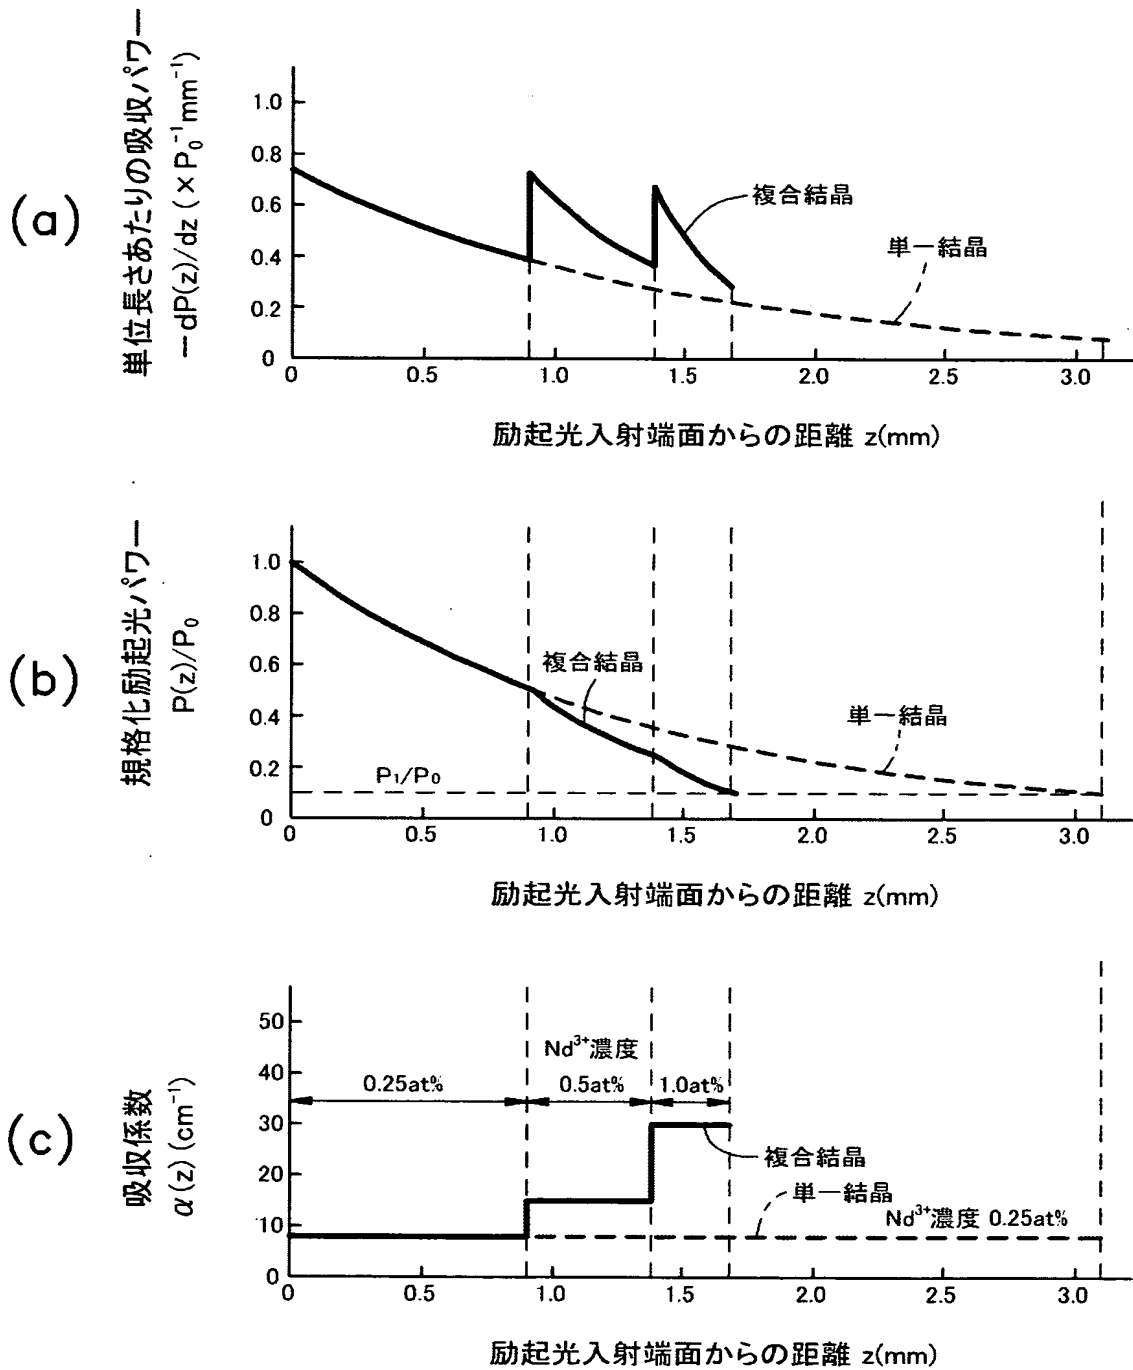 (a)
単位長さあたりの吸収パワー
−dP(z)/dz (×P₀⁻¹mm⁻¹)
1.0
0.8
0.6
0.4
0.2
0
複合結晶
単一結晶
0 0.5 1.0 1.5 2.0 2.5 3.0
励起光入射端面からの距離 z(mm)
(b)
規格化励起光パワー
P(z)/P₀
1.0
0.8
0.6
0.4
0.2
0
複合結晶
単一結晶
P₁/P₀
0 0.5 1.0 1.5 2.0 2.5 3.0
励起光入射端面からの距離 z(mm)
(c)
吸収係数
α(z)(cm⁻¹)
50
40
30
20
10
0
Nd³⁺濃度
0.25at% 0.5at% 1.0at%
複合結晶
単一結晶
Nd³⁺濃度 0.25at%
0 0.5 1.0 1.5 2.0 2.5 3.0
励起光入射端面からの距離 z(mm)